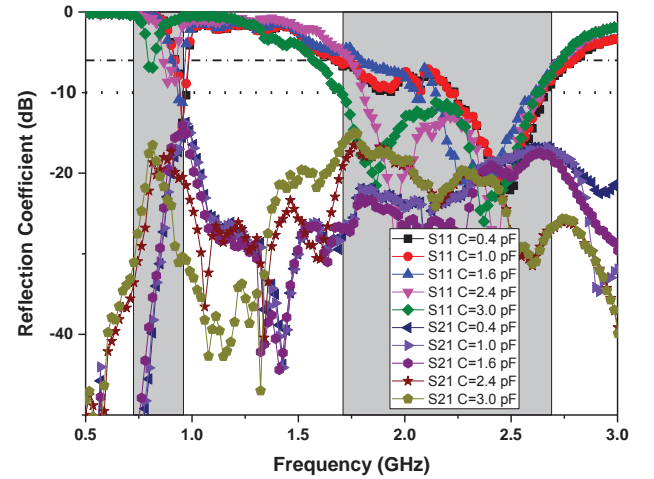 Reflection Coefficient (dB)
0
-10
-20
-40
S11 C=0.4 pF
S11 C=1.0 pF
S11 C=1.6 pF
S11 C=2.4 pF
S11 C=3.0 pF
S21 C=0.4 pF
S21 C=1.0 pF
S21 C=1.6 pF
S21 C=2.4 pF
S21 C=3.0 pF
0.5 1.0 1.5 2.0 2.5 3.0
Frequency (GHz)